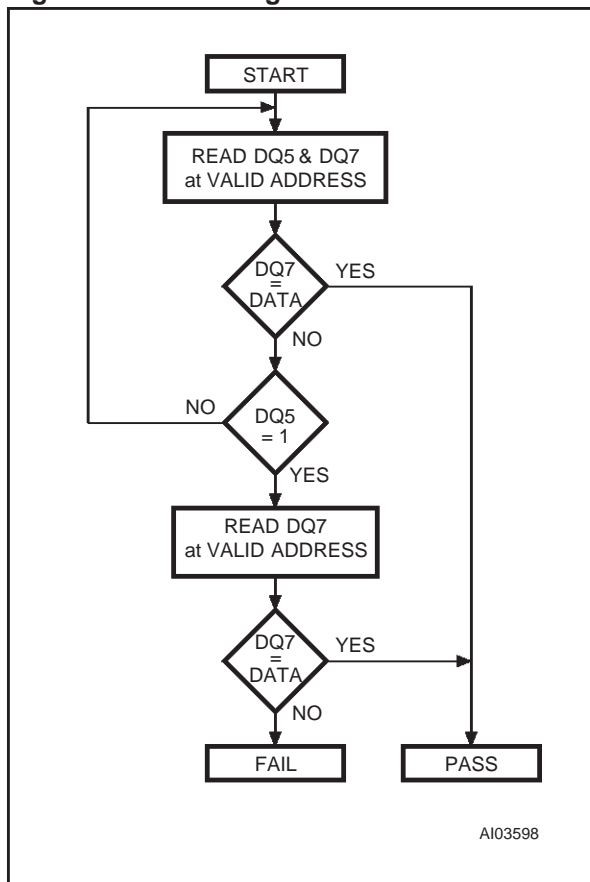 START
READ DQ5 & DQ7
at VALID ADDRESS
DQ7
=
DATA
YES
NO
NO
DQ5
= 1
YES
READ DQ7
at VALID ADDRESS
DQ7
=
DATA
YES
NO
FAIL
PASS
AI03598